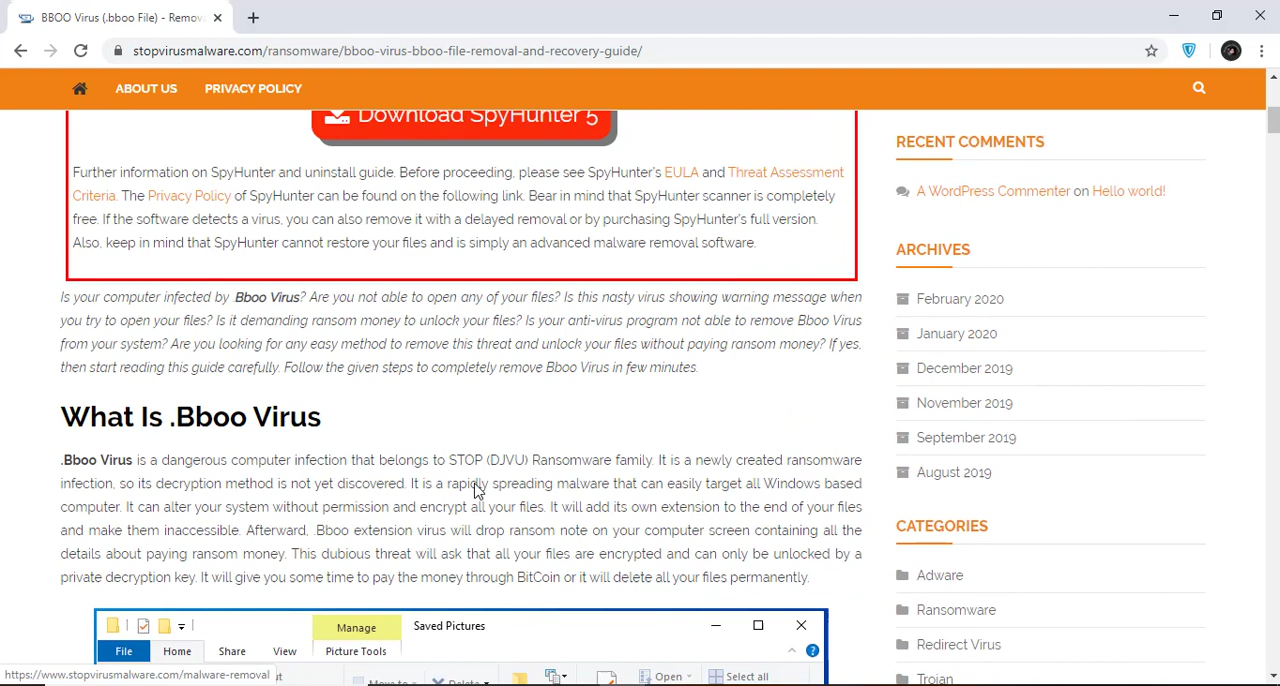 BBOO Virus (.bboo File) - Remov
stopvirusmalware.com/ransomware/bboo-virus-bboo-file-removal-and-recovery-guide/
ABOUT US PRIVACY POLICY
Download SpyHunter 5
Further information on SpyHunter and uninstall guide. Before proceeding, please see SpyHunter's EULA and Threat Assessment
Criteria. The Privacy Policy of SpyHunter can be found on the following link. Bear in mind that SpyHunter scanner is completely
free. If the software detects a virus, you can also remove it with a delayed removal or by purchasing SpyHunter's full version.
Also, keep in mind that SpyHunter cannot restore your files and is simply an advanced malware removal software.
Is your computer infected by .Bboo Virus? Are you not able to open any of your files? Is this nasty virus showing warning message when
you try to open your files? Is it demanding ransom money to unlock your files? Is your anti-virus program not able to remove Bboo Virus
from your system? Are you looking for any easy method to remove this threat and unlock your files without paying ransom money? If yes,
then start reading this guide carefully. Follow the given steps to completely remove Bboo Virus in few minutes.
What Is .Bboo Virus
.Bboo Virus is a dangerous computer infection that belongs to STOP (DJVU) Ransomware family. It is a newly created ransomware
infection, so its decryption method is not yet discovered. It is a rapidly spreading malware that can easily target all Windows based
computer. It can alter your system without permission and encrypt all your files. It will add its own extension to the end of your files
and make them inaccessible. Afterward, .Bboo extension virus will drop ransom note on your computer screen containing all the
details about paying ransom money. This dubious threat will ask that all your files are encrypted and can only be unlocked by a
private decryption key. It will give you some time to pay the money through BitCoin or it will delete all your files permanently.
Manage Saved Pictures
File Home Share View Picture Tools
Move to Delete Open Select all
https://www.stopvirusmalware.com/malware-removal
RECENT COMMENTS
A WordPress Commenter on Hello world!
ARCHIVES
February 2020
January 2020
December 2019
November 2019
September 2019
August 2019
CATEGORIES
Adware
Ransomware
Redirect Virus
Trojan